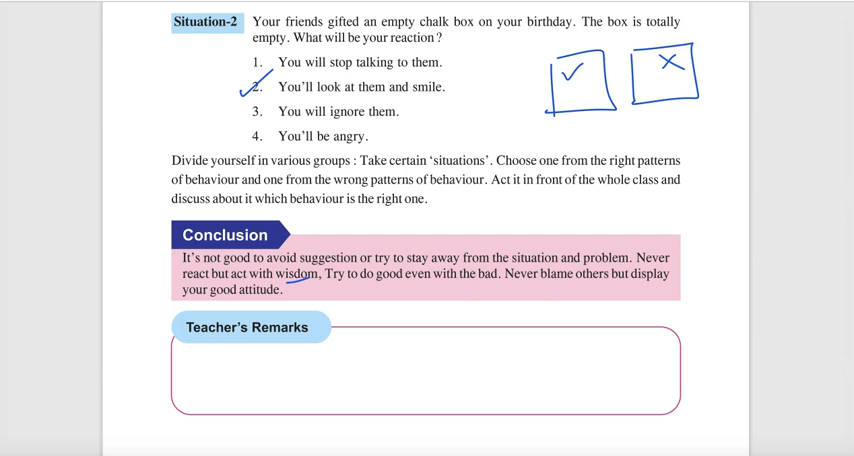 Situation-2 Your friends gifted an empty chalk box on your birthday. The box is totally
empty. What will be your reaction ?
1. You will stop talking to them.
2. You'll look at them and smile.
3. You will ignore them.
4. You'll be angry.
Divide yourself in various groups : Take certain ‘situations’. Choose one from the right patterns
of behaviour and one from the wrong patterns of behaviour. Act it in front of the whole class and
discuss about it which behaviour is the right one.
Conclusion
It's not good to avoid suggestion or try to stay away from the situation and problem. Never
react but act with wisdom, Try to do good even with the bad. Never blame others but display
your good attitude.
Teacher's Remarks